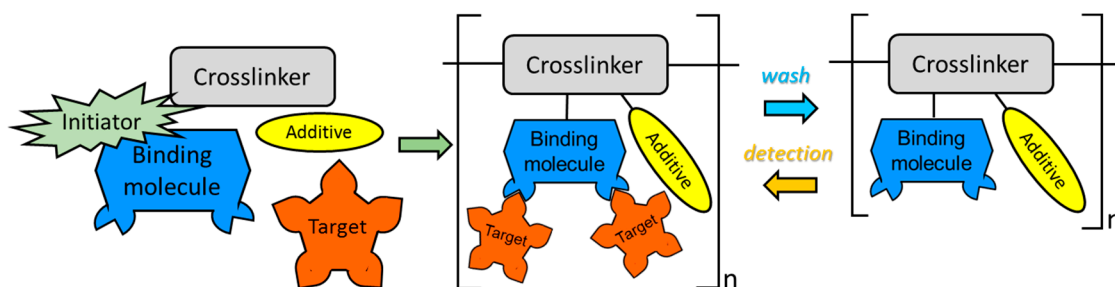 Crosslinker
Initiator
Additive
Binding
molecule
Target
Crosslinker
Binding
molecule
Additive
Target
Target
n
wash
detection
Crosslinker
Binding
molecule
Additive
n